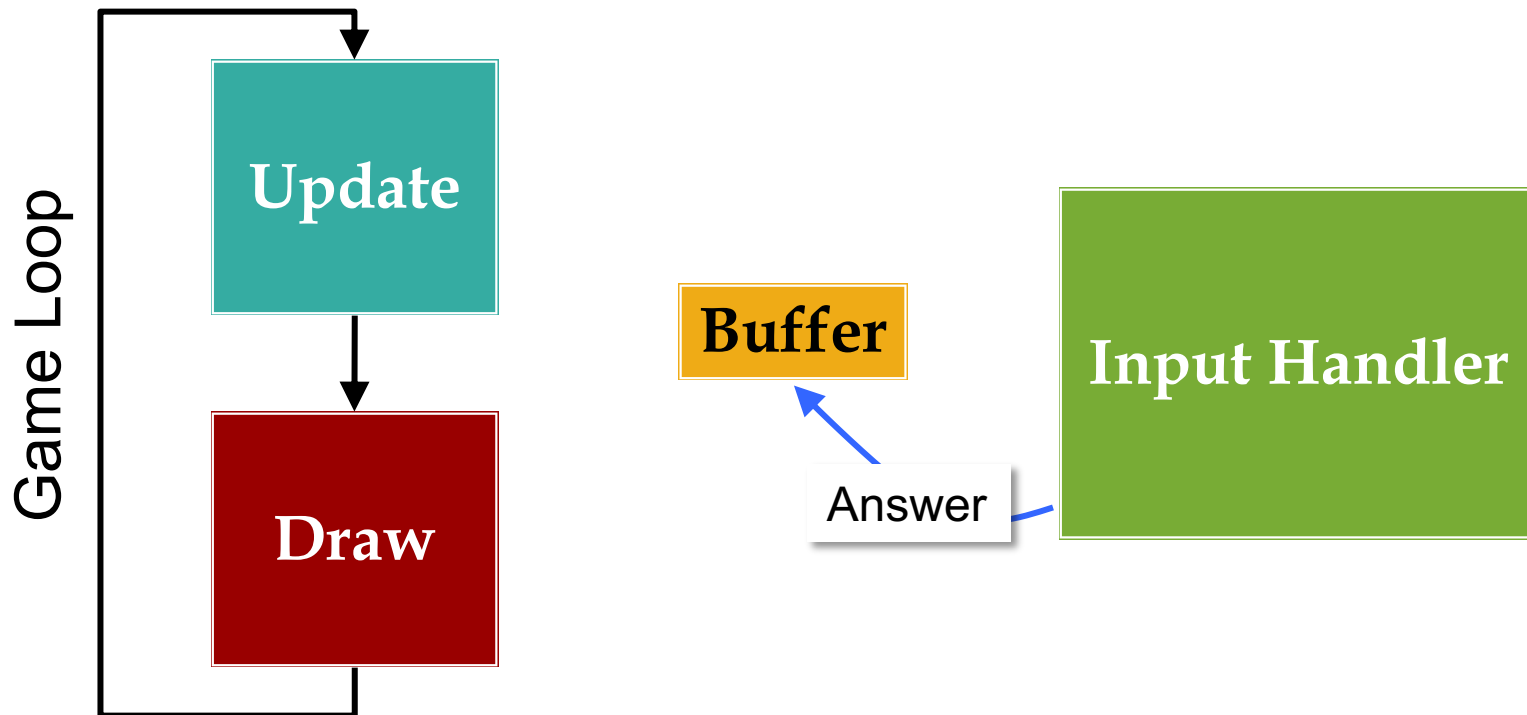 Game Loop
Update
Draw
Buffer
Answer
Input Handler